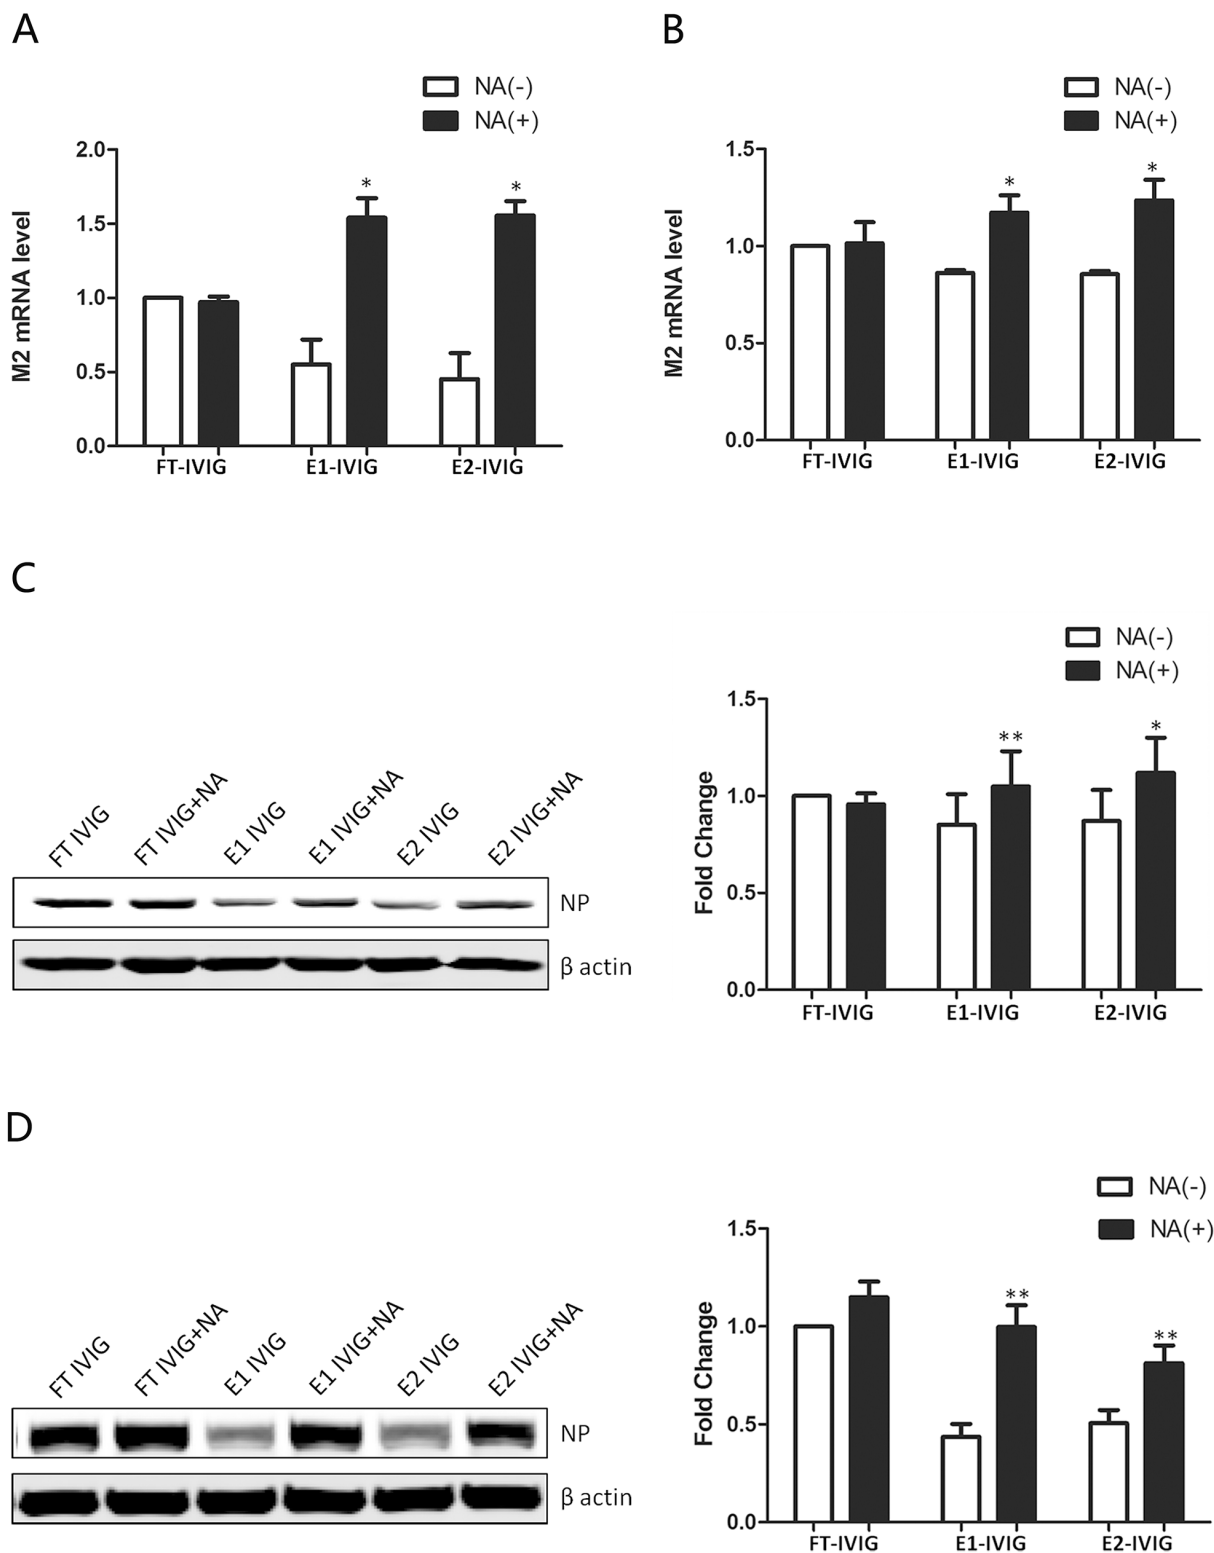 A
NA(-)
NA(+)
M2 mRNA level
2.0
1.5
1.0
0.5
0.0
*
*
FT-IVIG
E1-IVIG
E2-IVIG
B
NA(-)
NA(+)
M2 mRNA level
1.5
1.0
0.5
0.0
*
*
FT-IVIG
E1-IVIG
E2-IVIG
C
FT IVIG
FT IVIG+NA
E1 IVIG
E1 IVIG+NA
E2 IVIG
E2 IVIG+NA
NP
β actin
NA(-)
NA(+)
Fold Change
1.5
1.0
0.5
0.0
**
*
FT-IVIG
E1-IVIG
E2-IVIG
D
FT IVIG
FT IVIG+NA
E1 IVIG
E1 IVIG+NA
E2 IVIG
E2 IVIG+NA
NP
β actin
NA(-)
NA(+)
Fold Change
1.5
1.0
0.5
0.0
**
**
FT-IVIG
E1-IVIG
E2-IVIG